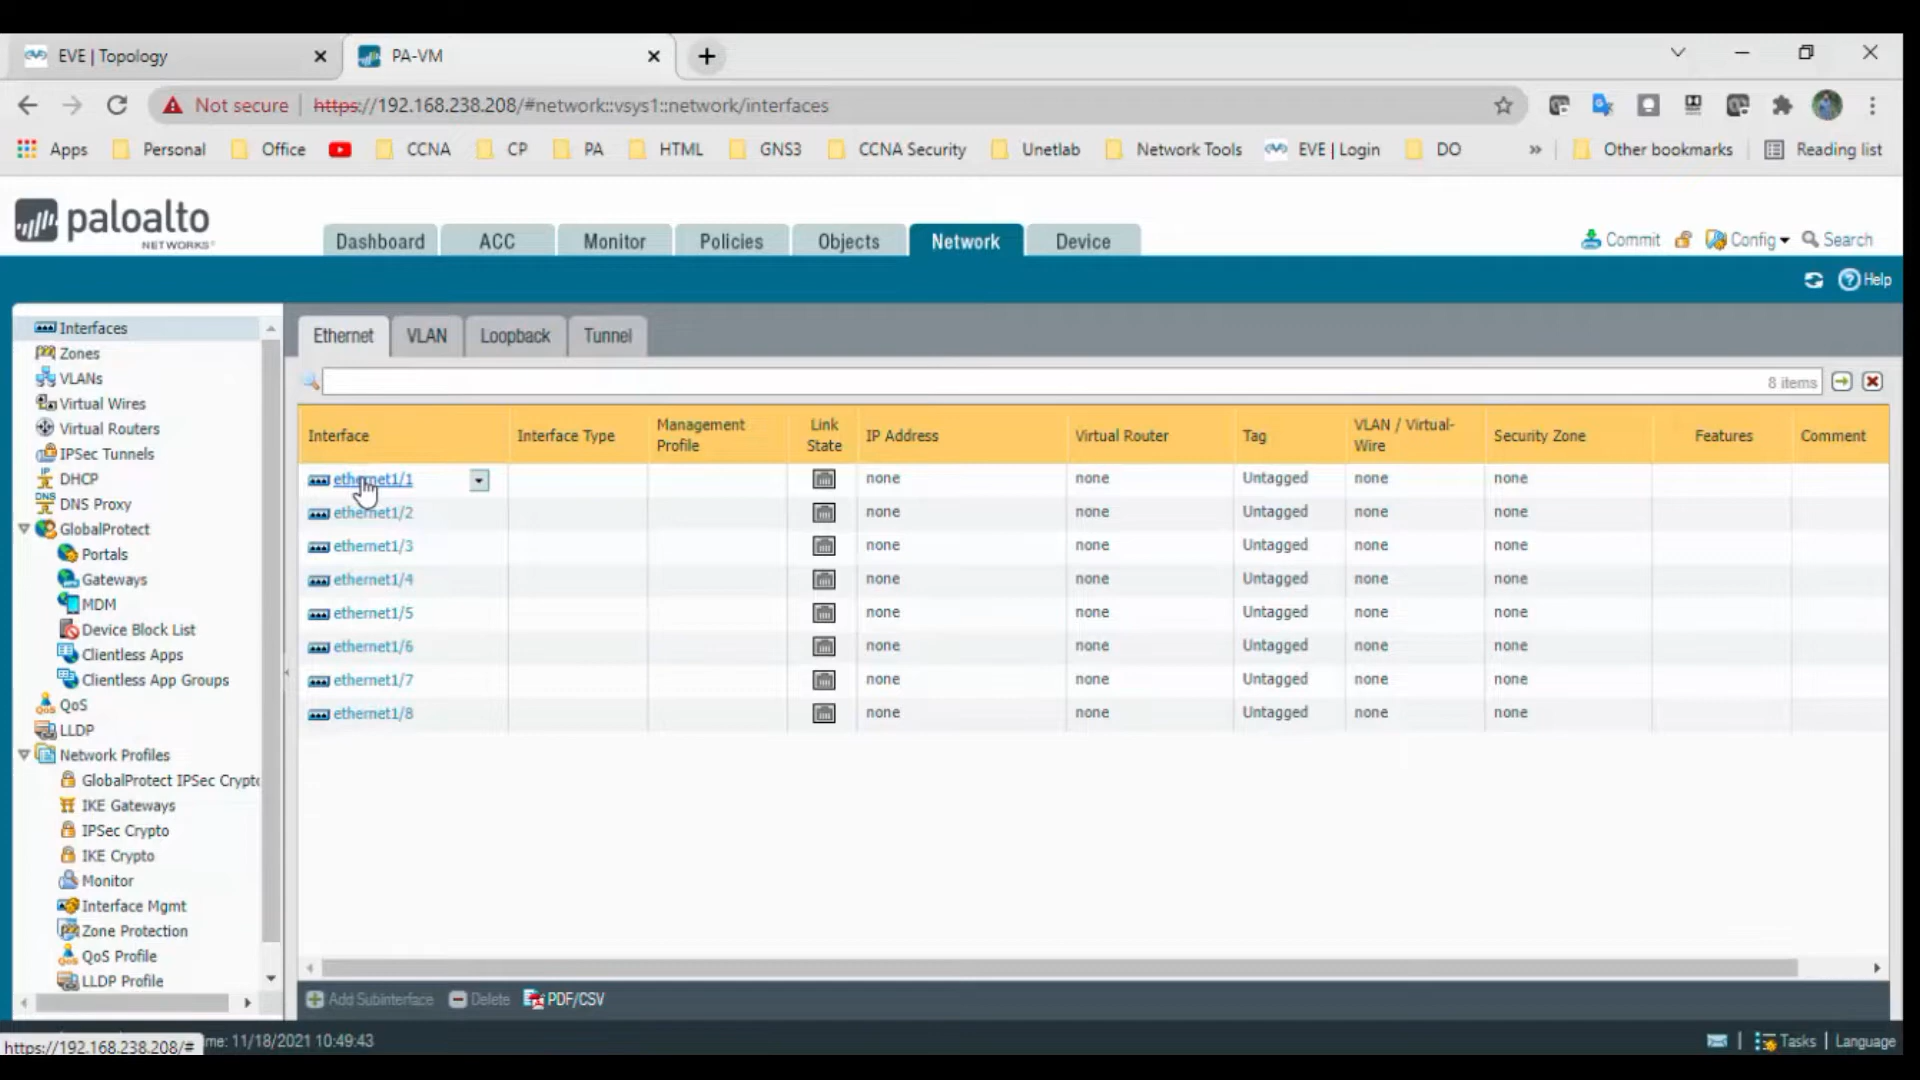 EVE | Topology
PA-VM
Not secure | https://192.168.238.208/#network::vsys1::network/interfaces
Apps Personal Office CCNA CP PA HTML GNS3 CCNA Security Unetlab Network Tools EVE | Login DO » Other bookmarks Reading list
paloalto
NETWORKS
Dashboard ACC Monitor Policies Objects Network Device
Commit Config Search
Help
Interfaces
Zones
VLANs
Virtual Wires
Virtual Routers
IPSec Tunnels
DHCP
DNS Proxy
GlobalProtect
Portals
Gateways
MDM
Device Block List
Clientless Apps
Clientless App Groups
QoS
LLDP
Network Profiles
GlobalProtect IPSec Crypto
IKE Gateways
IPSec Crypto
IKE Crypto
Monitor
Interface Mgmt
Zone Protection
QoS Profile
LLDP Profile
Ethernet VLAN Loopback Tunnel
8 items
Interface Interface Type Management Profile Link State IP Address Virtual Router Tag VLAN / Virtual-Wire Security Zone Features Comment
ethernet1/1 none none Untagged none none
ethernet1/2 none none Untagged none none
ethernet1/3 none none Untagged none none
ethernet1/4 none none Untagged none none
ethernet1/5 none none Untagged none none
ethernet1/6 none none Untagged none none
ethernet1/7 none none Untagged none none
ethernet1/8 none none Untagged none none
Add Subinterface Delete PDF/CSV
https://192.168.238.208/# me: 11/18/2021 10:49:43
Tasks | Language